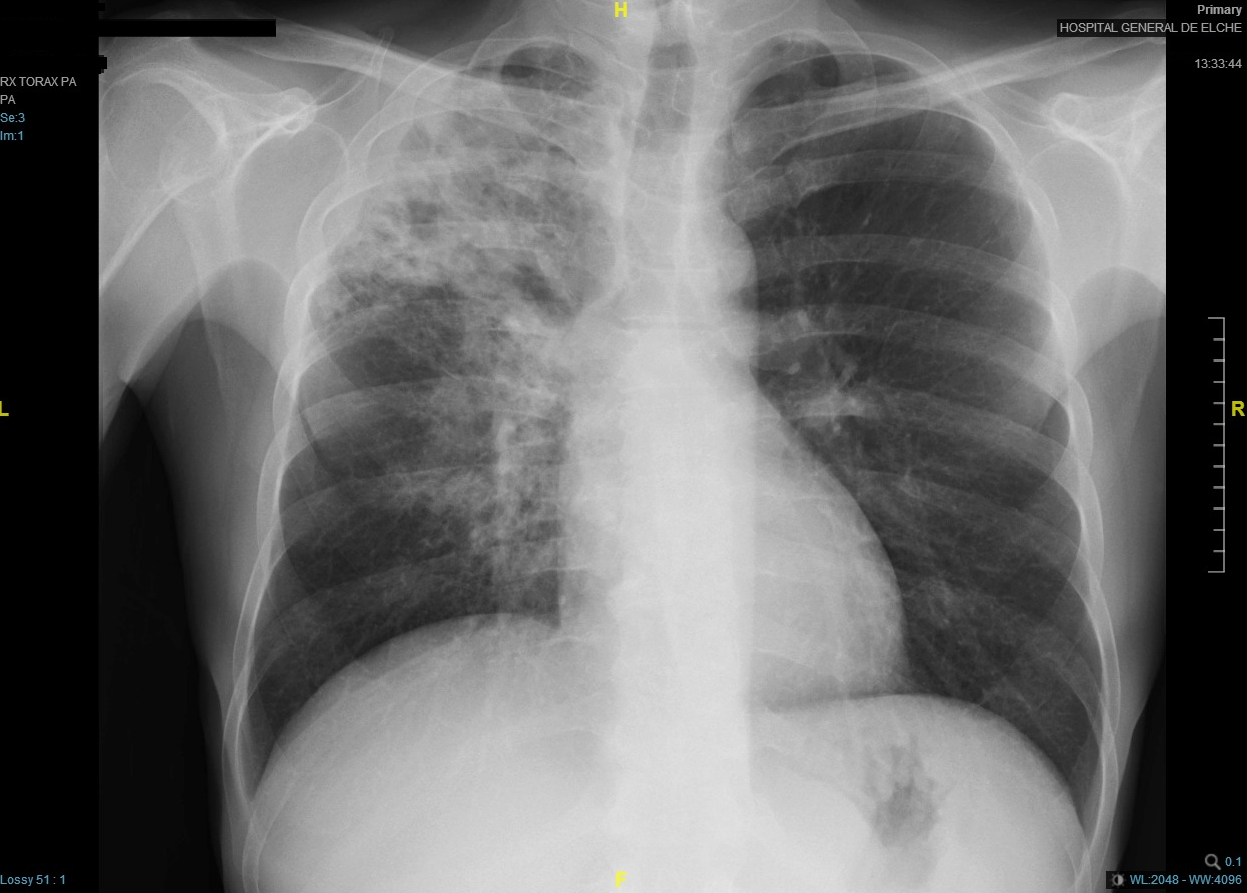 H
Primary
HOSPITAL GENERAL DE ELCHE
13:33:44
RX TORAX PA
PA
Se:3
Im:1
L
R
F
Lossy 51 : 1
0.1
WL:2048 - WW:4096